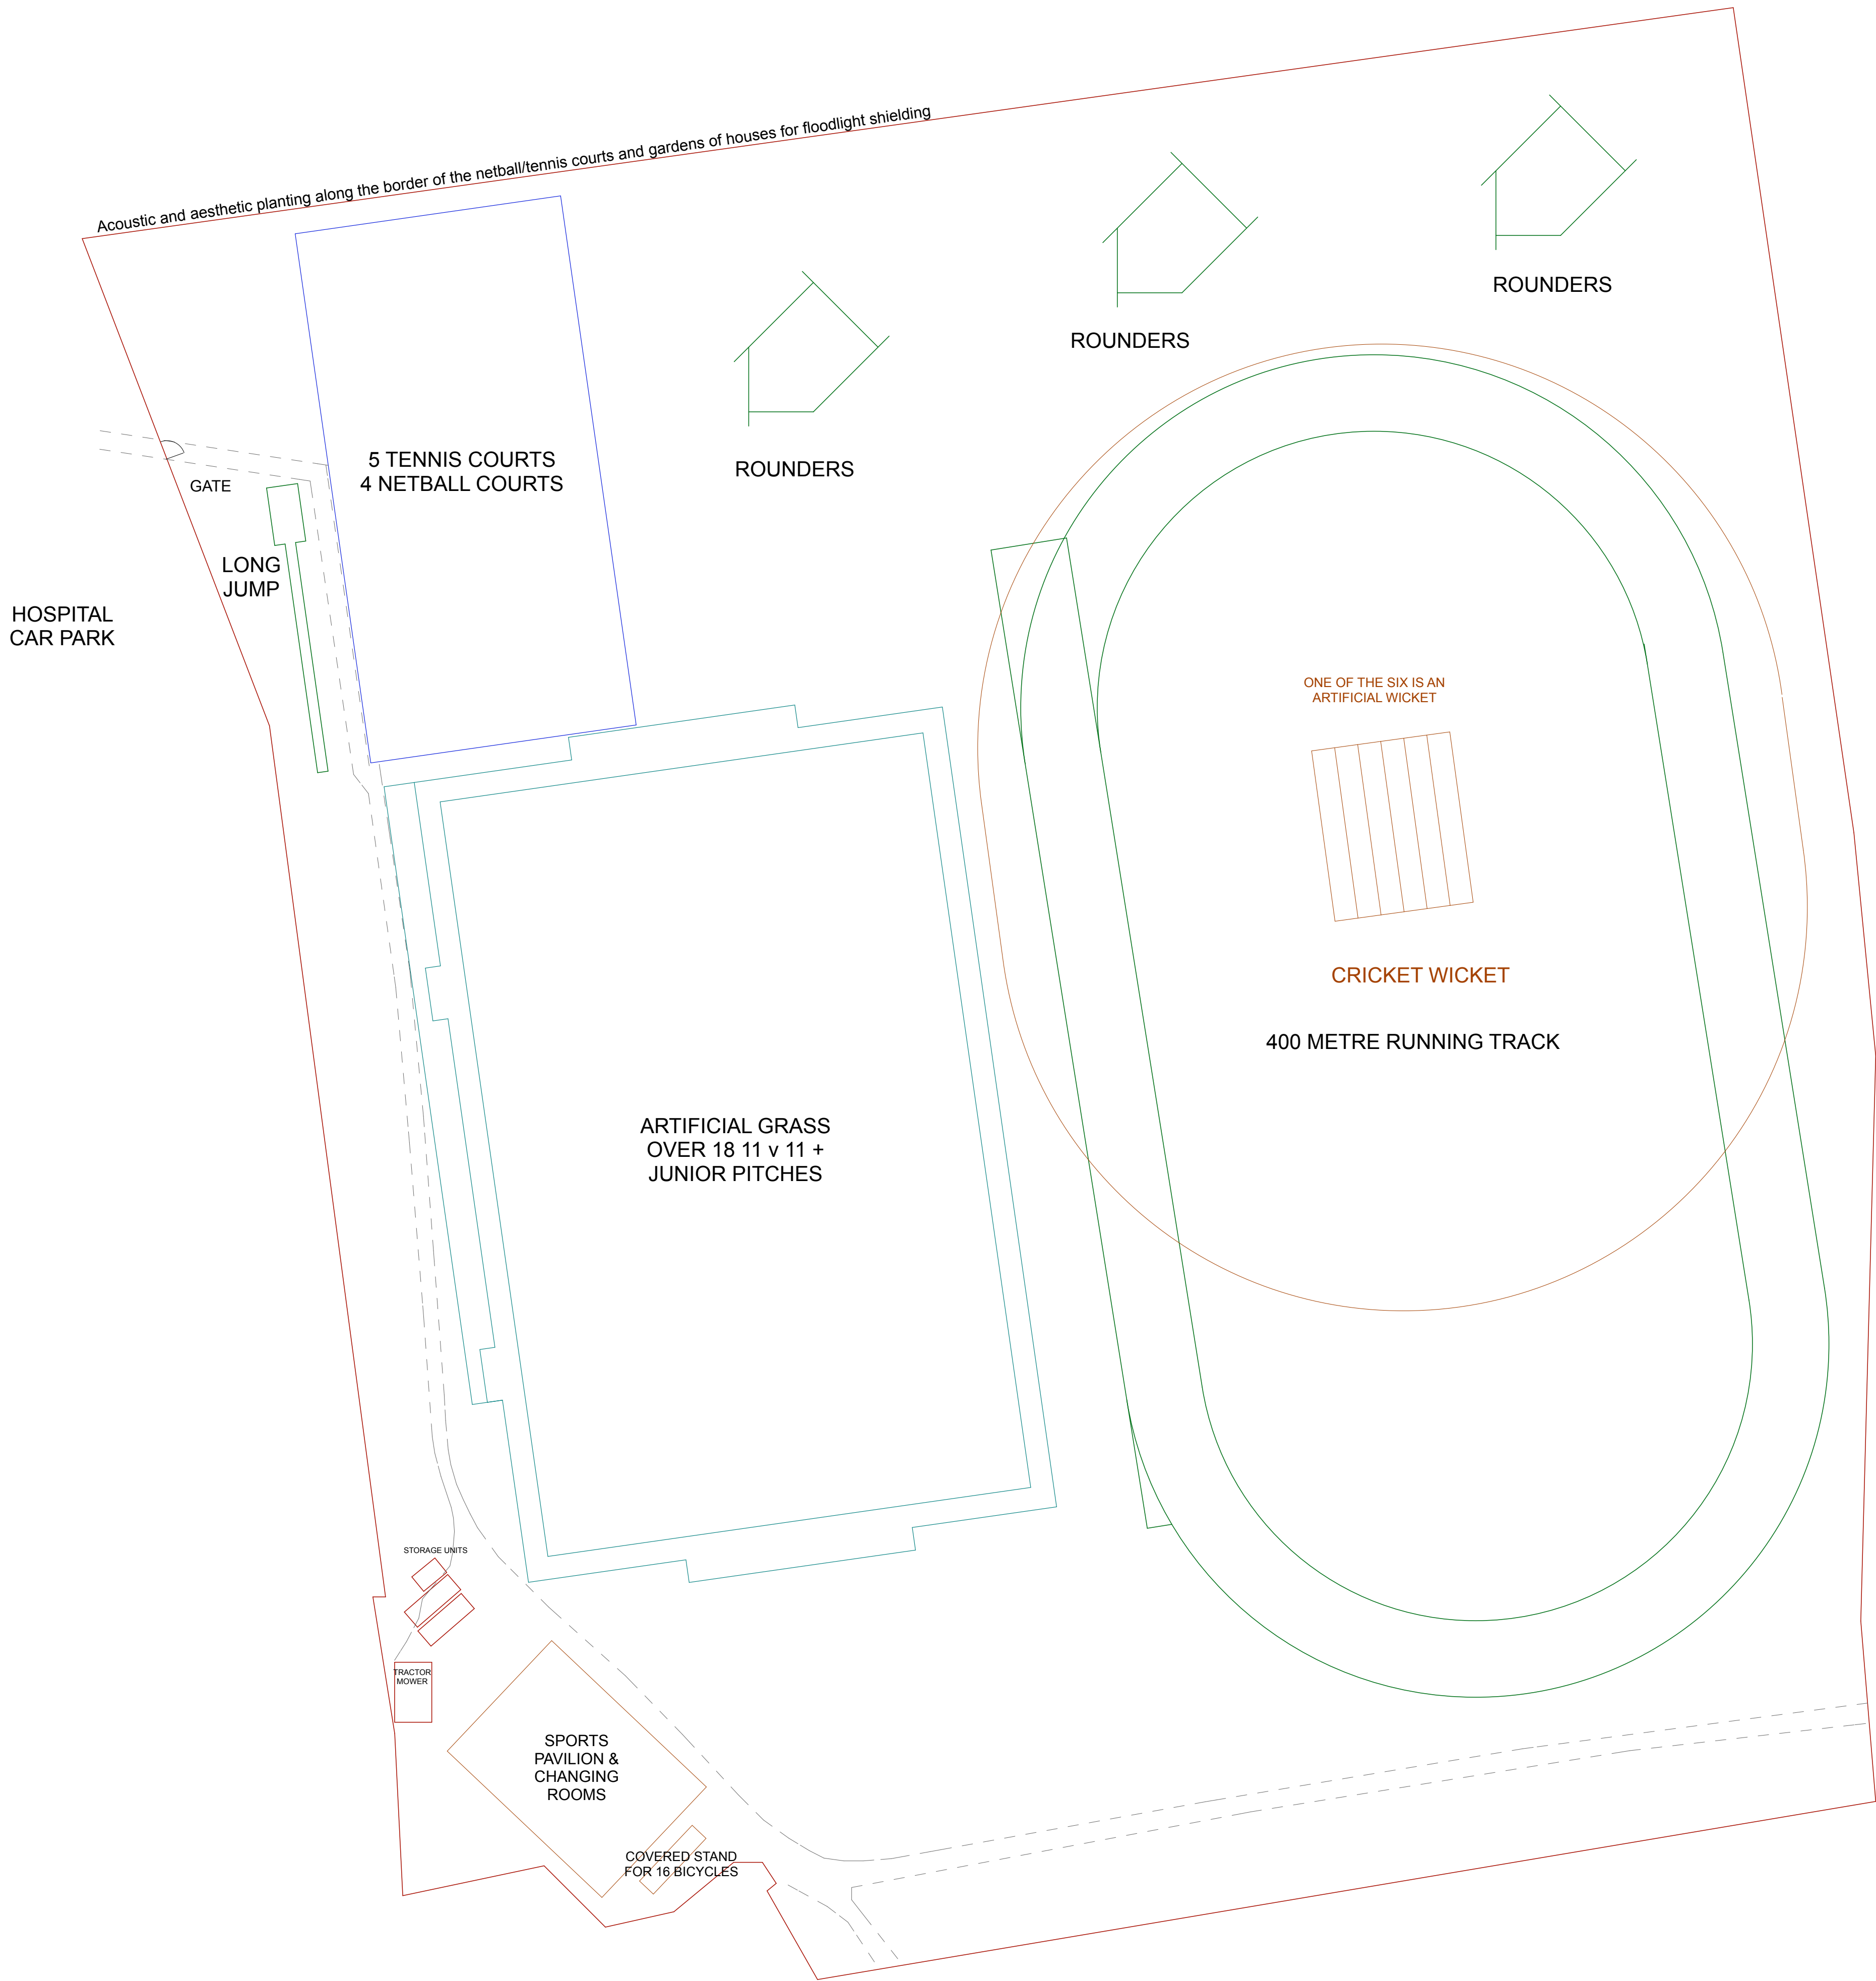 Acoustic and aesthetic planting along the border of the netball/tennis courts and gardens of houses for floodlight shielding
ROUNDERS
ROUNDERS
ROUNDERS
5 TENNIS COURTS
4 NETBALL COURTS
GATE
LONG
JUMP
HOSPITAL
CAR PARK
ONE OF THE SIX IS AN
ARTIFICIAL WICKET
CRICKET WICKET
400 METRE RUNNING TRACK
ARTIFICIAL GRASS
OVER 18 11 v 11 +
JUNIOR PITCHES
STORAGE UNITS
TRACTOR
MOWER
SPORTS
PAVILION &
CHANGING
ROOMS
COVERED STAND
FOR 16 BICYCLES